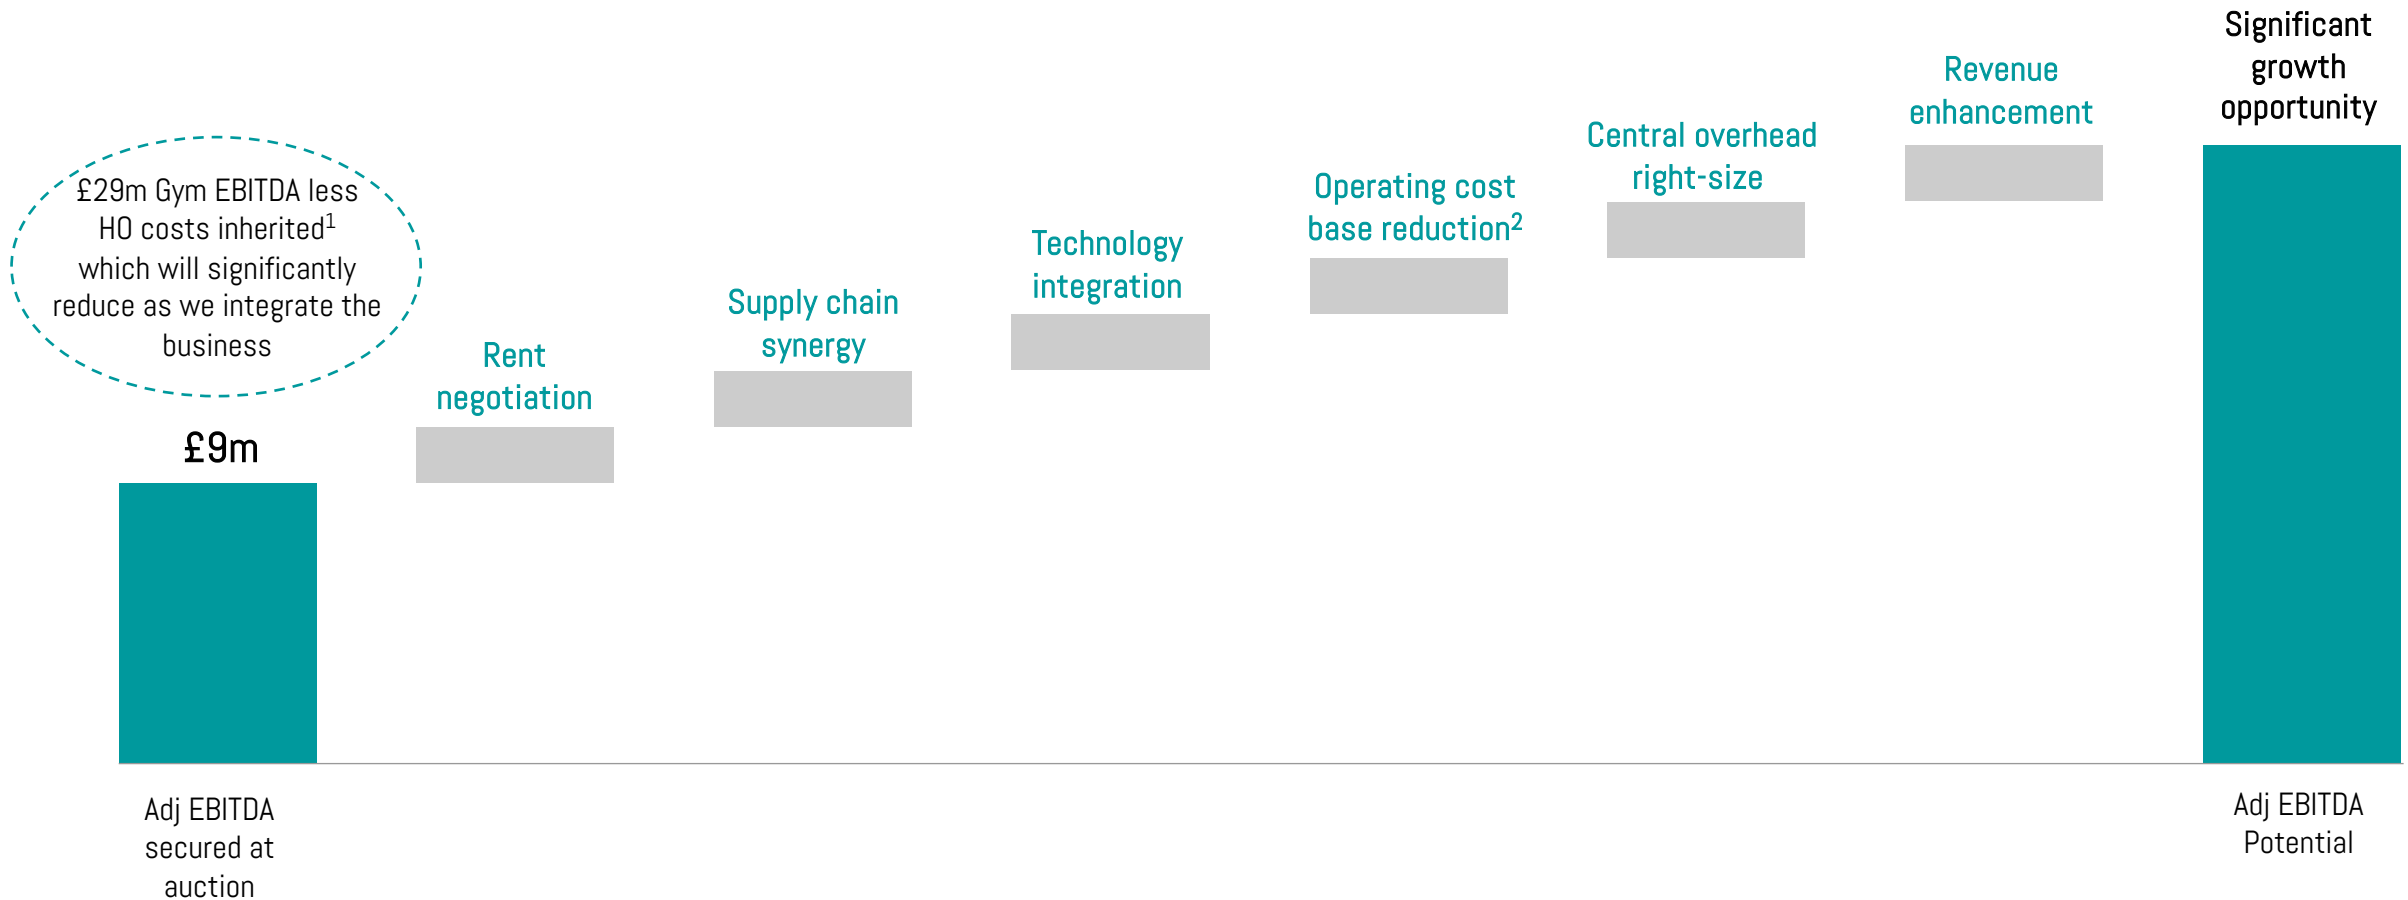 £29m Gym EBITDA less
HO costs inherited¹
which will significantly
reduce as we integrate the
business
£9m
Rent
negotiation
Supply chain
synergy
Technology
integration
Operating cost
base reduction²
Central overhead
right-size
Revenue
enhancement
Significant
growth
opportunity
Adj EBITDA
secured at
auction
Adj EBITDA
Potential